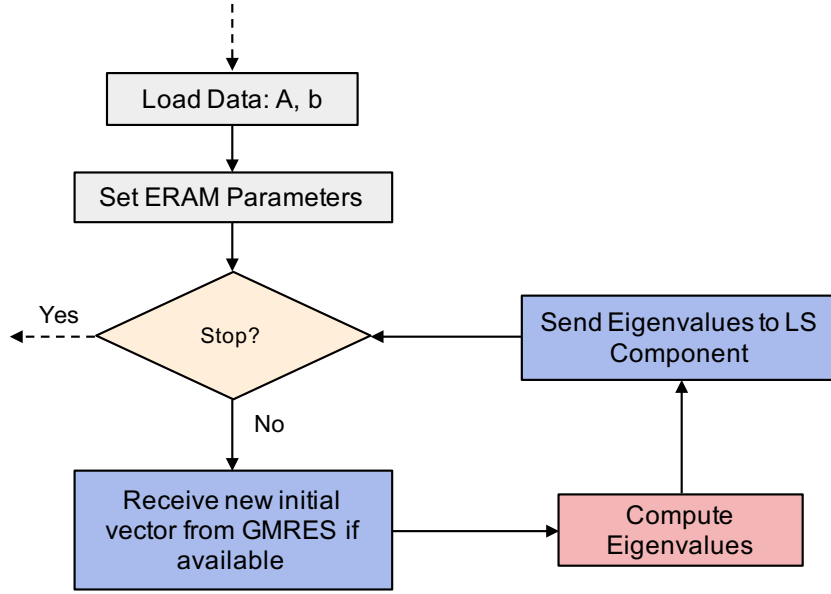 Load Data: A, b
Set ERAM Parameters
Yes
Stop?
No
Send Eigenvalues to LS
Component
Receive new initial
vector from GMRES if
available
Compute
Eigenvalues